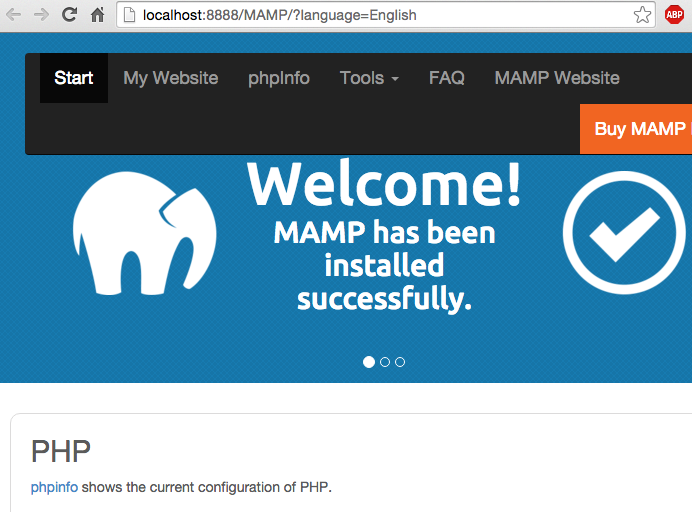 localhost:8888/MAMP/?language=English
ABP
Start My Website phpInfo Tools FAQ MAMP Website
Buy MAMP
Welcome!
MAMP has been
installed
successfully.
PHP
phpinfo shows the current configuration of PHP.